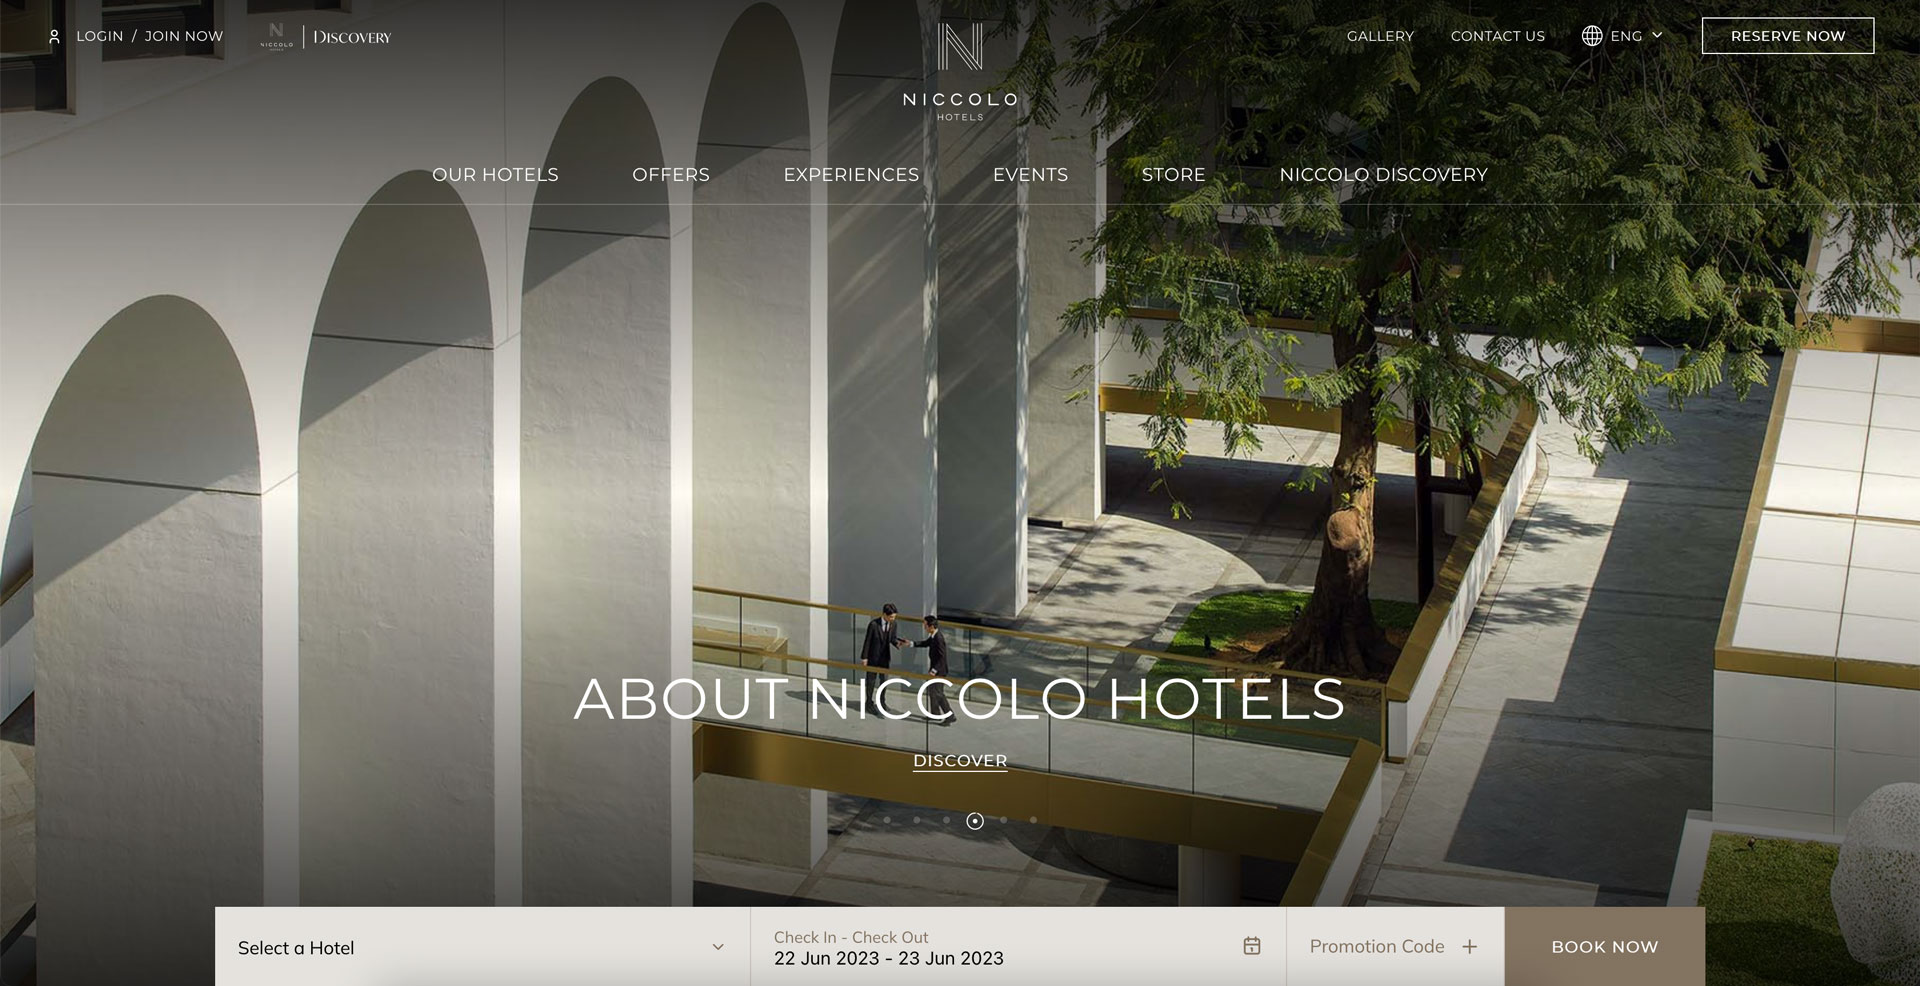 LOGIN / JOIN NOW
N
NICCOLO
HOTELS
DISCOVERY
N
NICCOLO
HOTELS
GALLERY
CONTACT US
ENG
RESERVE NOW
OUR HOTELS
OFFERS
EXPERIENCES
EVENTS
STORE
NICCOLO DISCOVERY
ABOUT NICCOLO HOTELS
DISCOVER
Select a Hotel
Check In - Check Out
22 Jun 2023 - 23 Jun 2023
Promotion Code +
BOOK NOW